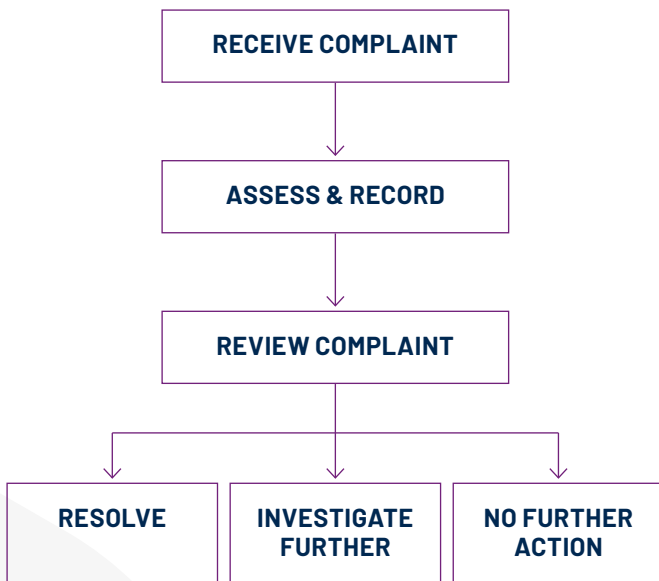 RECEIVE COMPLAINT
ASSESS & RECORD
REVIEW COMPLAINT
RESOLVE
INVESTIGATE
FURTHER
NO FURTHER
ACTION